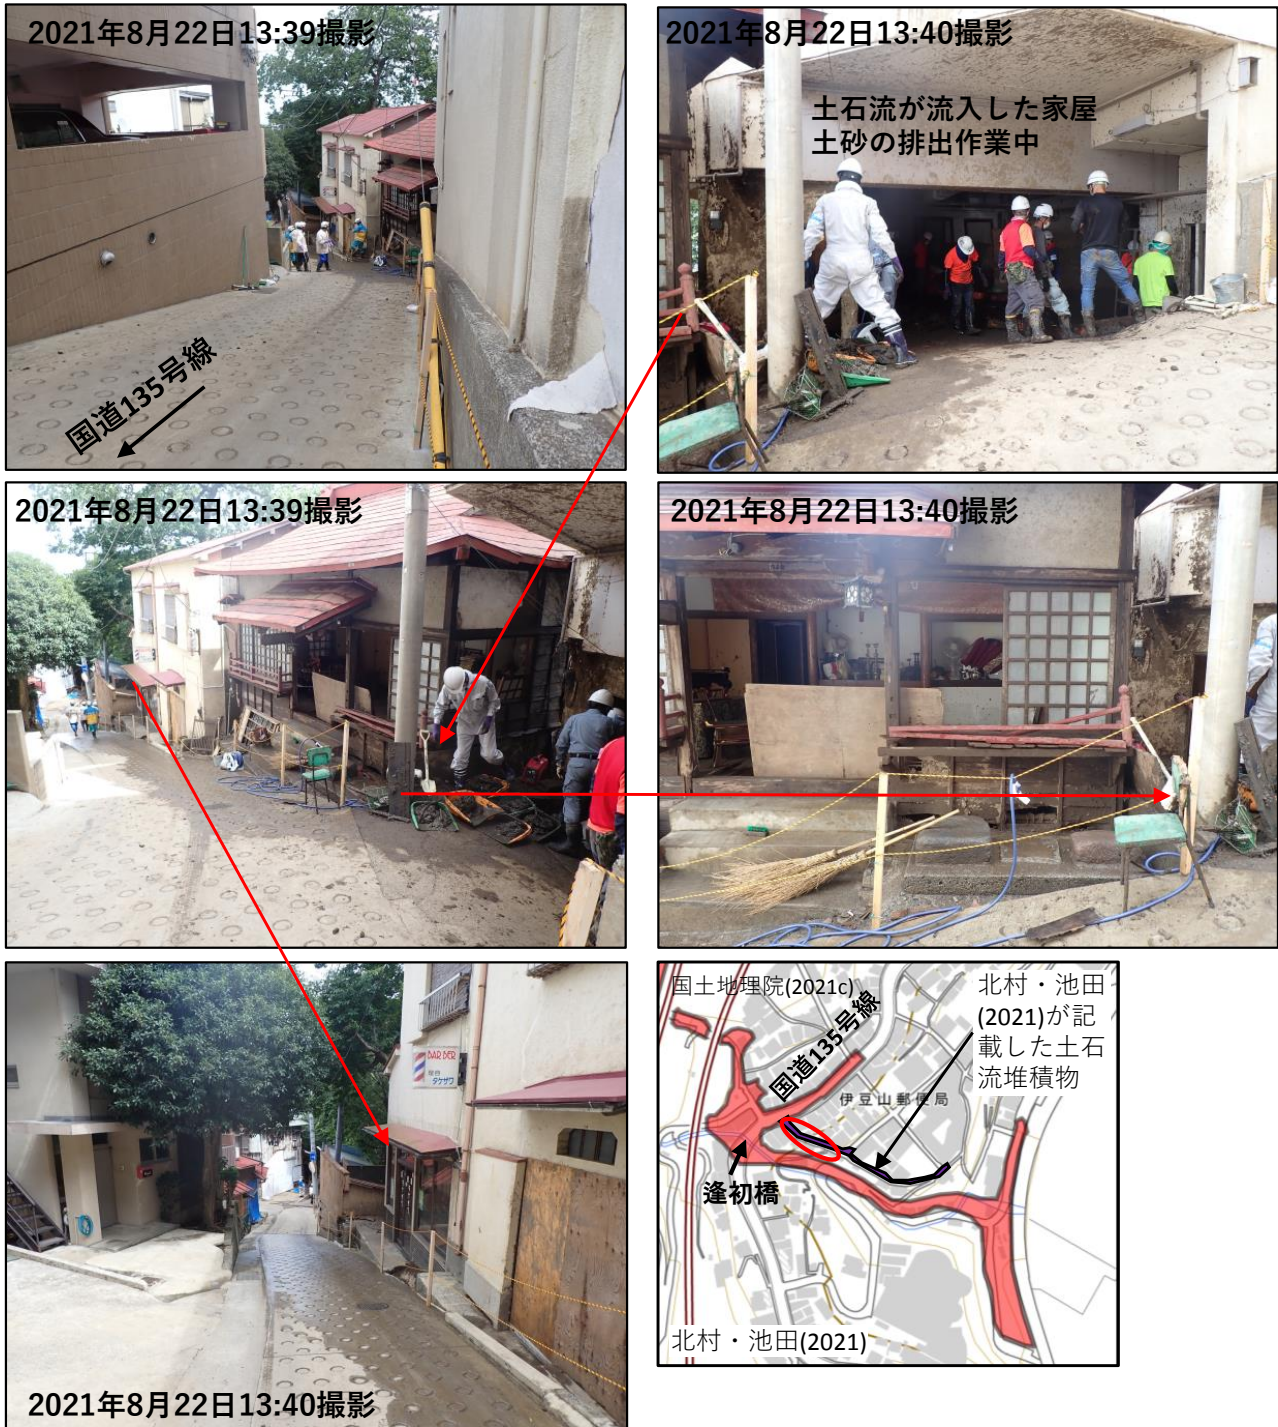 2021年8月22日13:39撮影
国道135号線
2021年8月22日13:40撮影
土石流が流入した家屋
土砂の排出作業中
2021年8月22日13:39撮影
2021年8月22日13:40撮影
BAR BER
タケザワ
2021年8月22日13:40撮影
国土地理院(2021c)
国道135号線
北村・池田
(2021)が記
載した土石
流堆積物
伊豆山郵便局
逢初橋
北村・池田(2021)